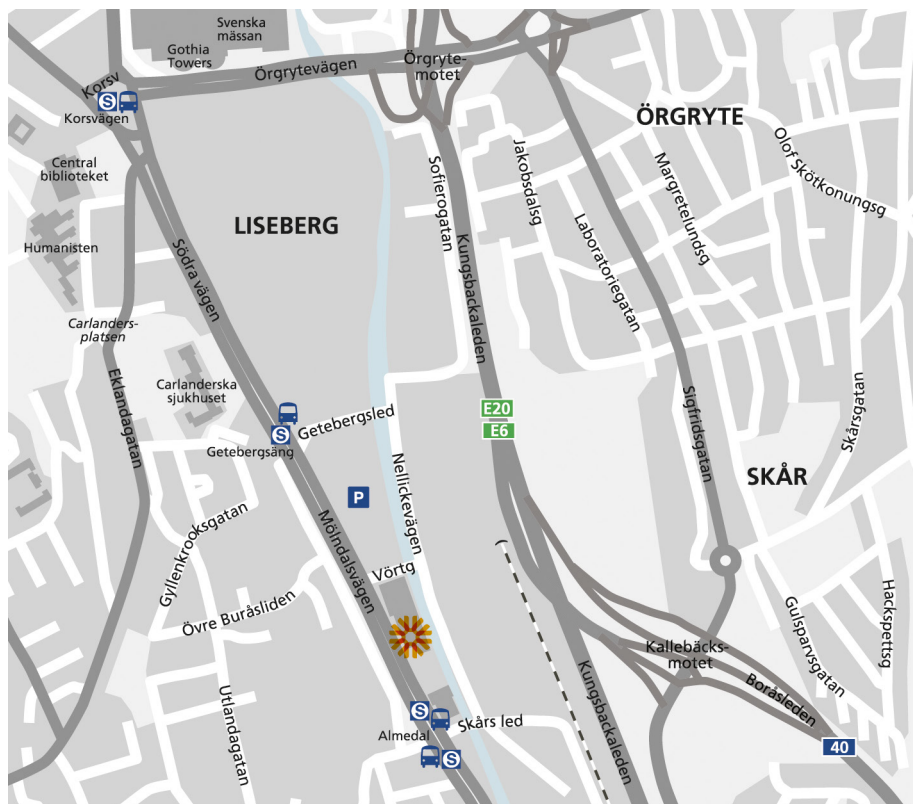 Svenska
mässan
Gothia
Towers
Örgryte-
motet
Örgrytevägen
Korsv
S
Korsvägen
ÖRGRYTE
Olof Skötkonungsg
Central
biblioteket
Sofierogatan
Jakobsdalsg
Margretelundsg
LISEBERG
Humanisten
Södra vägen
Kungsbackaleden
Laboratoriegatan
Carlanders-
platsen
Eklandagatan
Carlanderska
sjukhuset
Sigfridsgatan
Skårsgatan
E20
E6
Getebergsled
S
Getebergsäng
Nellickevägen
SKÅR
P
Gyllenkrooksgatan
Mölndalsvägen
Vörtg
Övre Buråsliden
Gulsparvsgatan
Hackspettsg
Kallebäcks-
motet
Kungsbackaleden
Boråsleden
Utlandagatan
S
Skårs led
Almedal
S
40